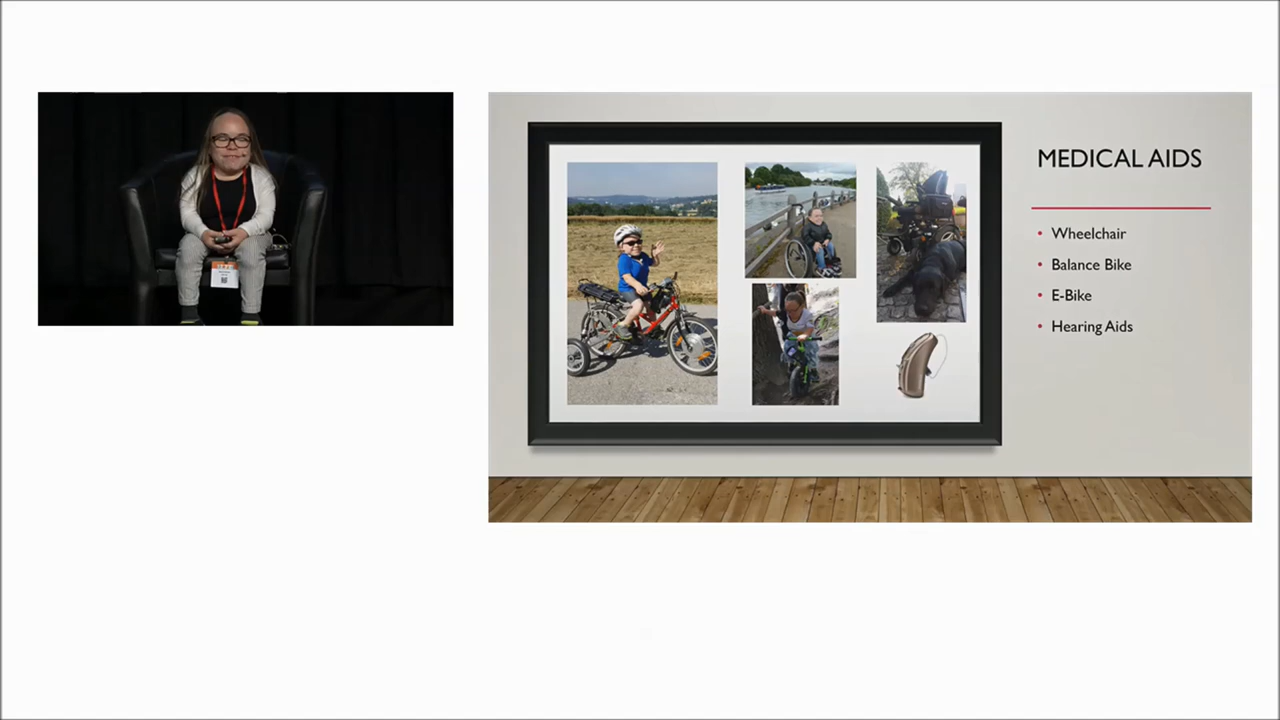 MEDICAL AIDS
• Wheelchair
• Balance Bike
• E-Bike
• Hearing Aids